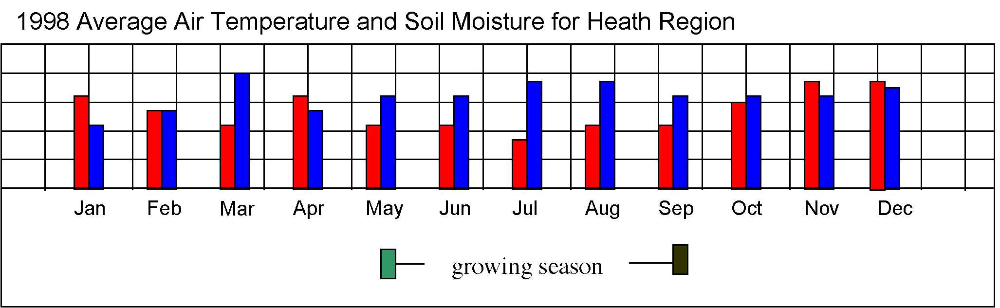 1998 Average Air Temperature and Soil Moisture for Heath Region
Jan Feb Mar Apr May Jun Jul Aug Sep Oct Nov Dec
growing season